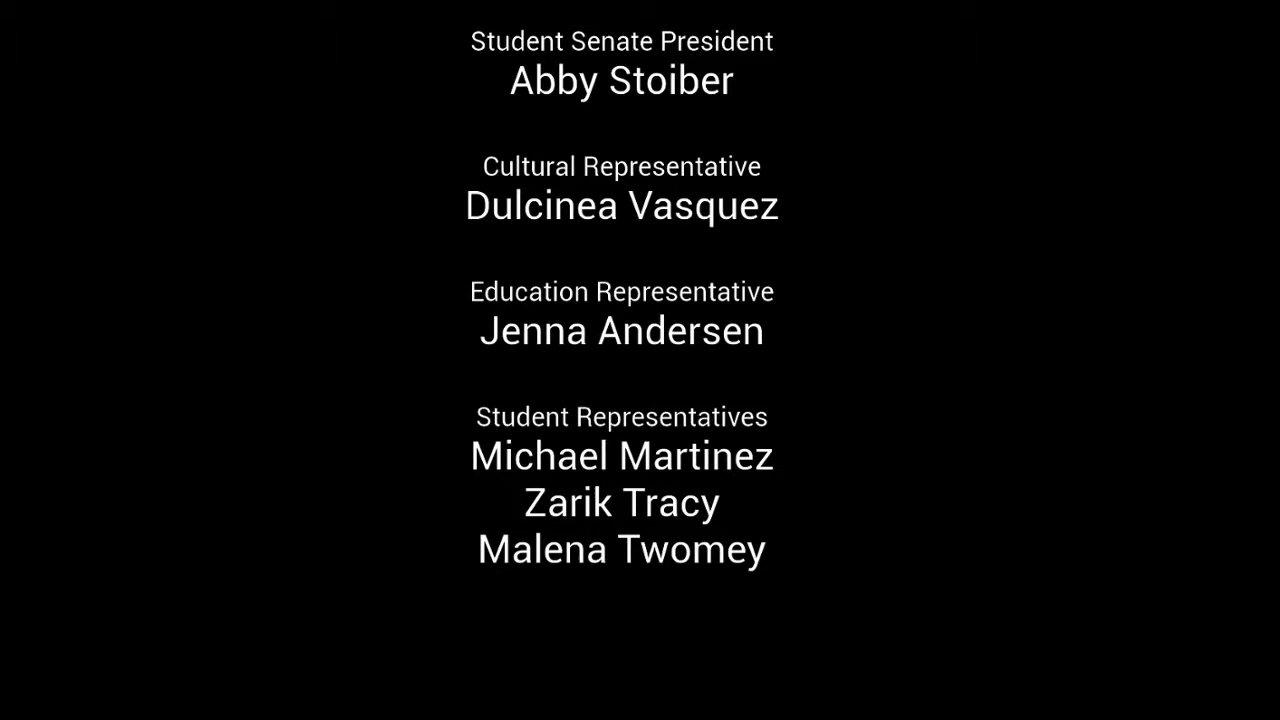 Student Senate President
Abby Stoiber
Cultural Representative
Dulcinea Vasquez
Education Representative
Jenna Andersen
Student Representatives
Michael Martinez
Zarik Tracy
Malena Twomey